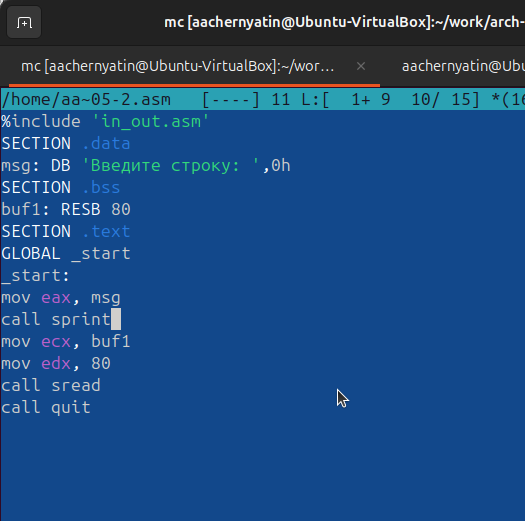 mc [aachernyatin@Ubuntu-VirtualBox]:~/work/arch-
mc [aachernyatin@Ubuntu-VirtualBox]:~/wor... × aachernyatin@Ubu
/home/aa~05-2.asm [----] 11 L:[ 1+ 9 10/ 15] *(16
%include 'in_out.asm'
SECTION .data
msg: DB 'Введите строку: ',0h
SECTION .bss
buf1: RESB 80
SECTION .text
GLOBAL _start
_start:
mov eax, msg
call sprint
mov ecx, buf1
mov edx, 80
call sread
call quit